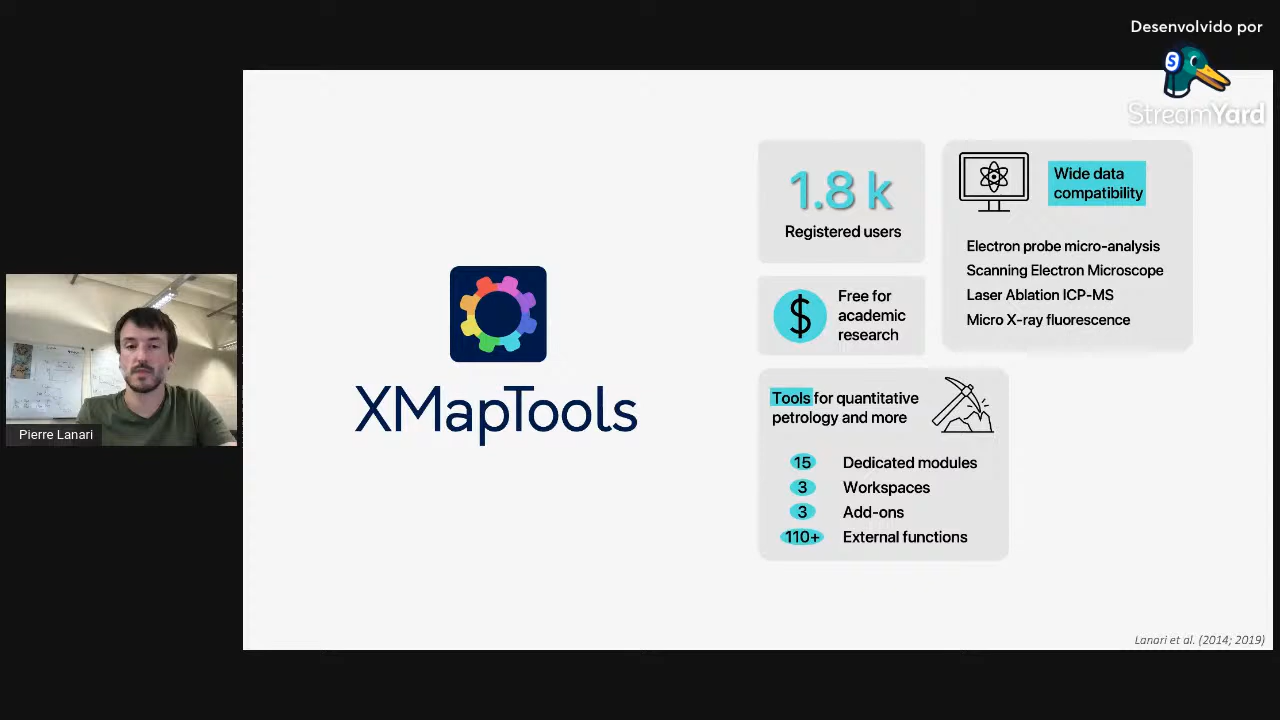 Desenvolvido por
S
StreamYard
1.8 k
Registered users
Wide data
compatibility
Electron probe micro-analysis
Scanning Electron Microscope
Laser Ablation ICP-MS
Micro X-ray fluorescence
$
Free for
academic
research
XMapTools
Tools for quantitative
petrology and more
15 Dedicated modules
3 Workspaces
3 Add-ons
110+ External functions
Pierre Lanari
Lanari et al. (2014; 2019)